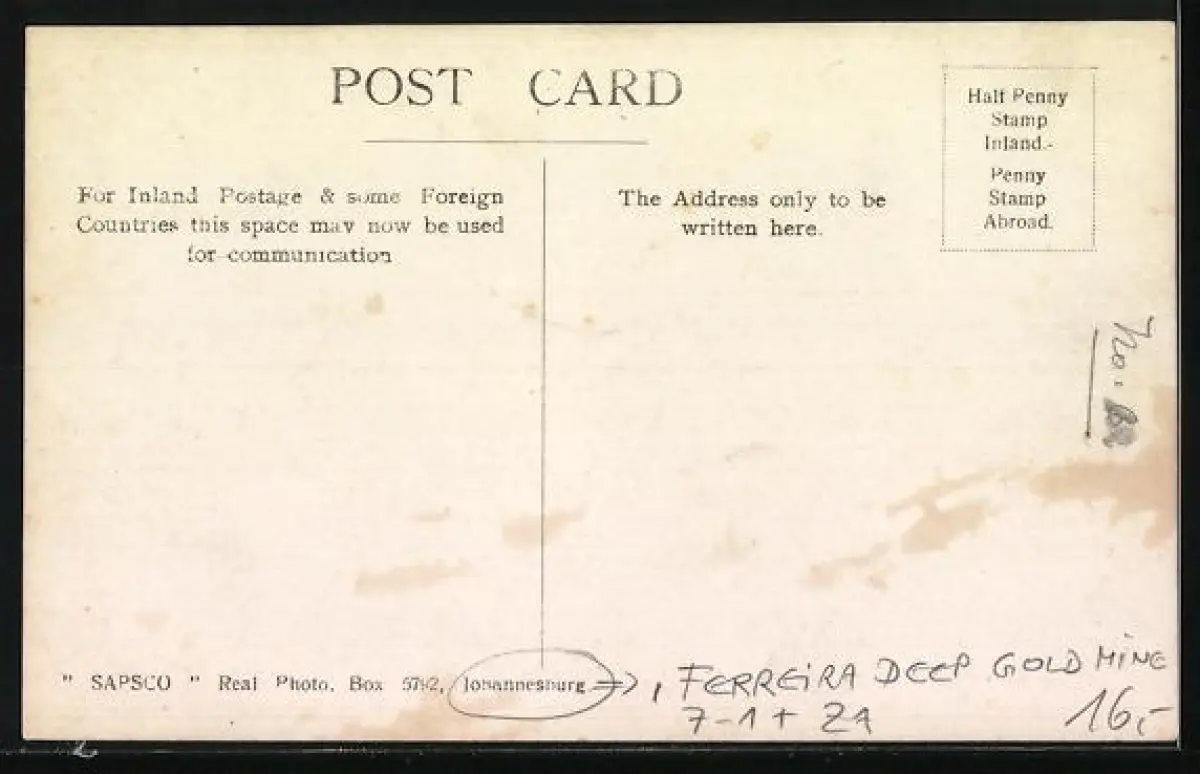 POST CARD
Half Penny
Stamp
Inland.-
Penny
Stamp
Abroad.
For Inland Postage & some Foreign
Countries this space may now be used
for communication
The Address only to be
written here.
No.
" SAPSCO " Real Photo, Box 5792, Johannesburg
, FERREIRA DEEP GOLD MINE
7-1+21
16,-